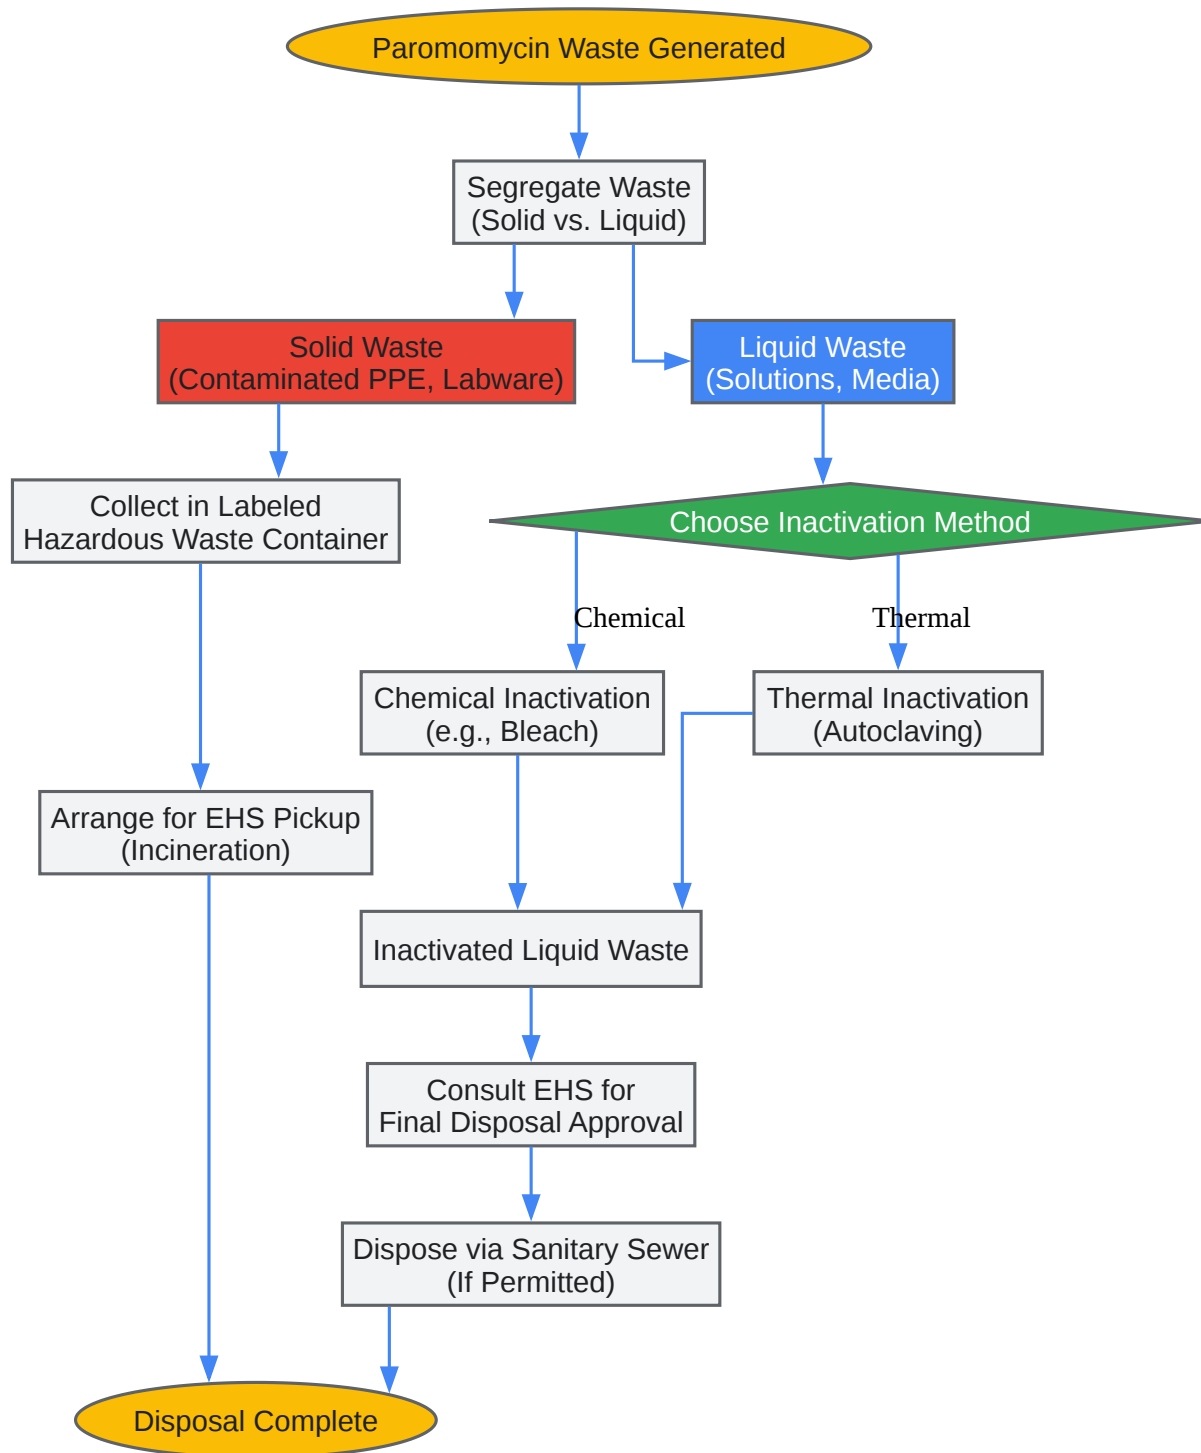 Paromomycin Waste Generated
Segregate Waste
(Solid vs. Liquid)
Solid Waste
(Contaminated PPE, Labware)
Liquid Waste
(Solutions, Media)
Collect in Labeled
Hazardous Waste Container
Choose Inactivation Method
Chemical
Thermal
Chemical Inactivation
(e.g., Bleach)
Thermal Inactivation
(Autoclaving)
Arrange for EHS Pickup
(Incineration)
Inactivated Liquid Waste
Consult EHS for
Final Disposal Approval
Dispose via Sanitary Sewer
(If Permitted)
Disposal Complete